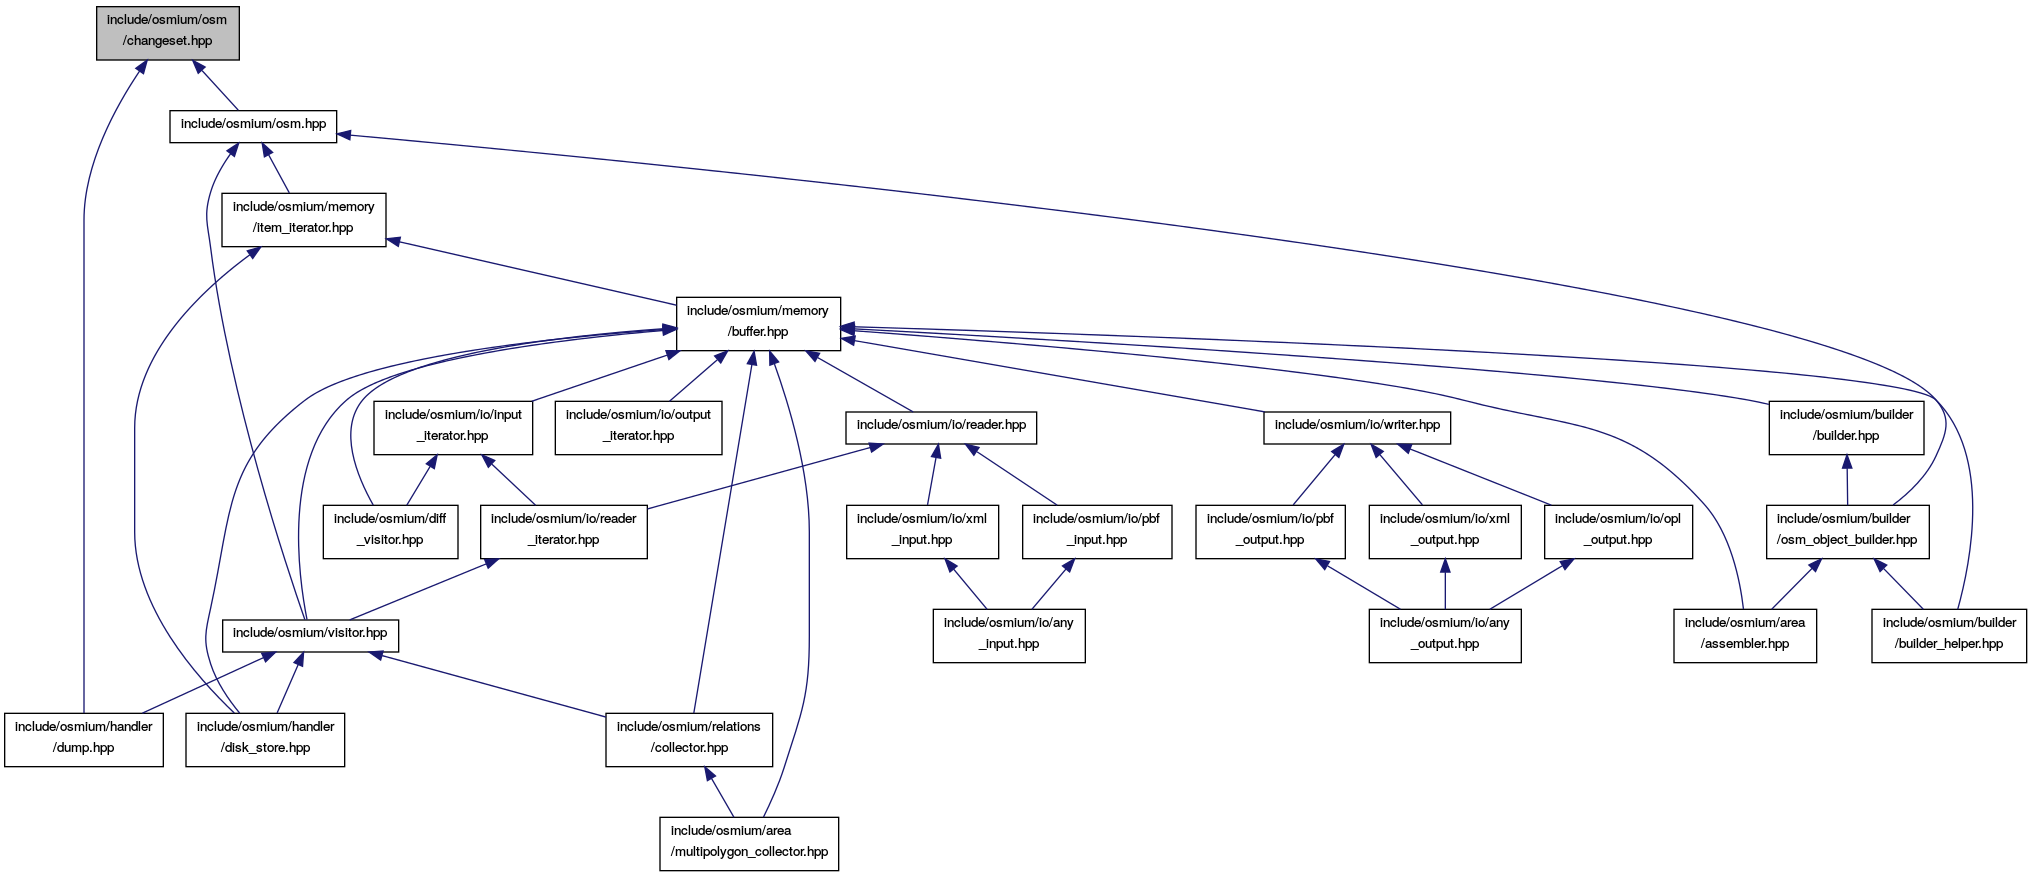 include/osmium/osm
/changeset.hpp
include/osmium/osm.hpp
include/osmium/memory
/item_iterator.hpp
include/osmium/memory
/buffer.hpp
include/osmium/io/input
_iterator.hpp
include/osmium/io/output
_iterator.hpp
include/osmium/io/reader.hpp
include/osmium/io/writer.hpp
include/osmium/builder
/builder.hpp
include/osmium/diff
_visitor.hpp
include/osmium/io/reader
_iterator.hpp
include/osmium/io/xml
_input.hpp
include/osmium/io/pbf
_input.hpp
include/osmium/io/pbf
_output.hpp
include/osmium/io/xml
_output.hpp
include/osmium/io/opl
_output.hpp
include/osmium/builder
/osm_object_builder.hpp
include/osmium/visitor.hpp
include/osmium/io/any
_input.hpp
include/osmium/io/any
_output.hpp
include/osmium/area
/assembler.hpp
include/osmium/builder
/builder_helper.hpp
include/osmium/handler
/dump.hpp
include/osmium/handler
/disk_store.hpp
include/osmium/relations
/collector.hpp
include/osmium/area
/multipolygon_collector.hpp